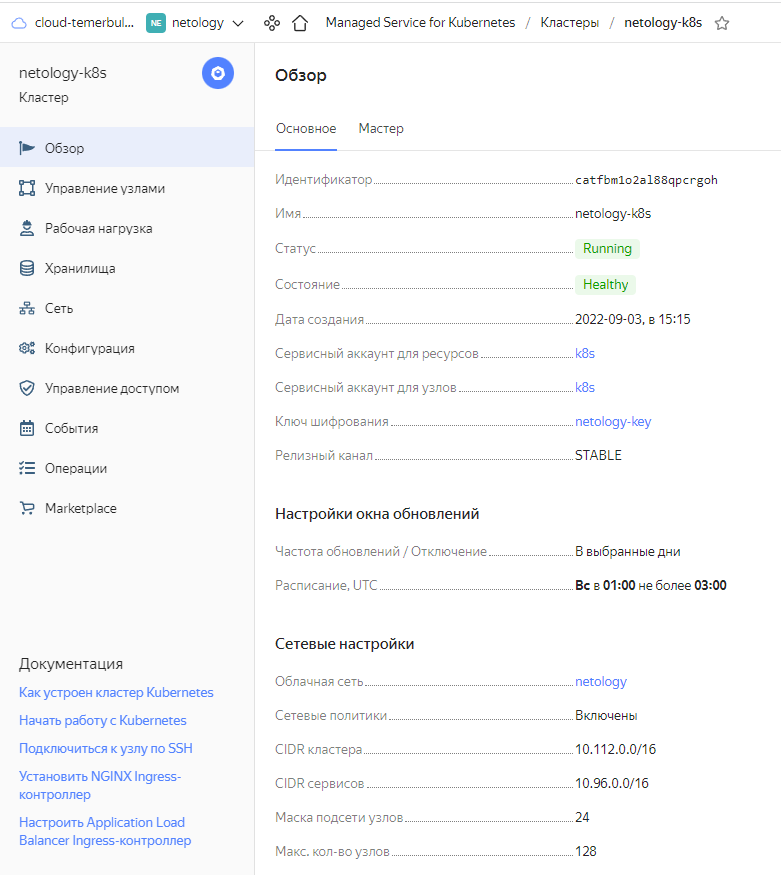 cloud-temerbul... NE netology Managed Service for Kubernetes / Кластеры / netology-k8s
netology-k8s
Кластер
Обзор
Управление узлами
Рабочая нагрузка
Хранилища
Сеть
Конфигурация
Управление доступом
События
Операции
Marketplace
Документация
Как устроен кластер Kubernetes
Начать работу с Kubernetes
Подключиться к узлу по SSH
Установить NGINX Ingress-
контроллер
Настроить Application Load
Balancer Ingress-контроллер
Обзор
Основное Мастер
Идентификатор catfbm1o2al88qpcrgoh
Имя netology-k8s
Статус Running
Состояние Healthy
Дата создания 2022-09-03, в 15:15
Сервисный аккаунт для ресурсов k8s
Сервисный аккаунт для узлов k8s
Ключ шифрования netology-key
Релизный канал STABLE
Настройки окна обновлений
Частота обновлений / Отключение В выбранные дни
Расписание, UTC Вс в 01:00 не более 03:00
Сетевые настройки
Облачная сеть netology
Сетевые политики Включены
CIDR кластера 10.112.0.0/16
CIDR сервисов 10.96.0.0/16
Маска подсети узлов 24
Макс. кол-во узлов 128